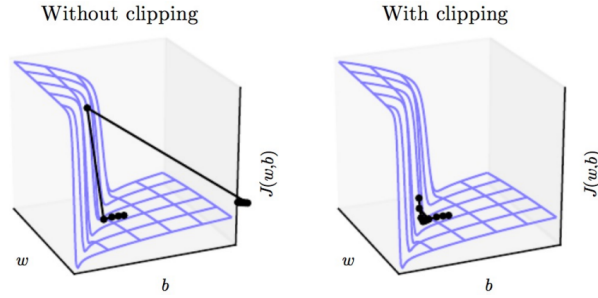 Without clipping
With clipping
J(w,b)
w
b
J(w,b)
w
b